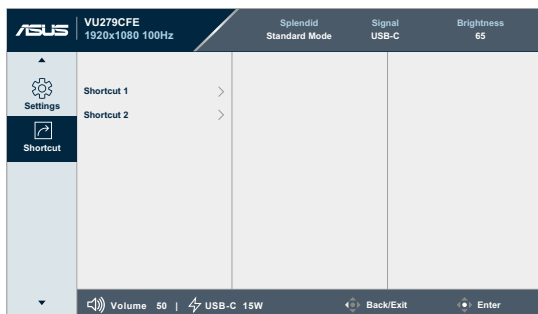 ASUS
VU279CFE
1920x1080 100Hz
Splendid
Standard Mode
Signal
USB-C
Brightness
65
Settings
Shortcut
Shortcut 1
Shortcut 2
Volume 50 | USB-C 15W
Back/Exit
Enter